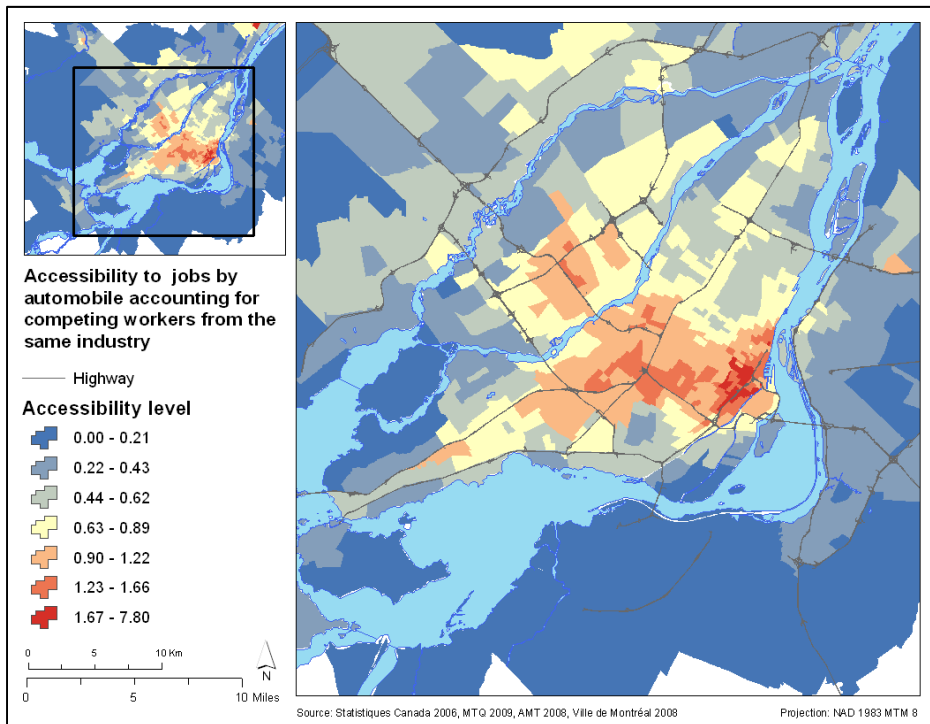 Accessibility to jobs by
automobile accounting for
competing workers from the
same industry
Highway
Accessibility level
0.00 - 0.21
0.22 - 0.43
0.44 - 0.62
0.63 - 0.89
0.90 - 1.22
1.23 - 1.66
1.67 - 7.80
0 5 10 Km
N
0 5 10 Miles
Source: Statistiques Canada 2006, MTQ 2009, AMT 2008, Ville de Montréal 2008
Projection: NAD 1983 MTM 8